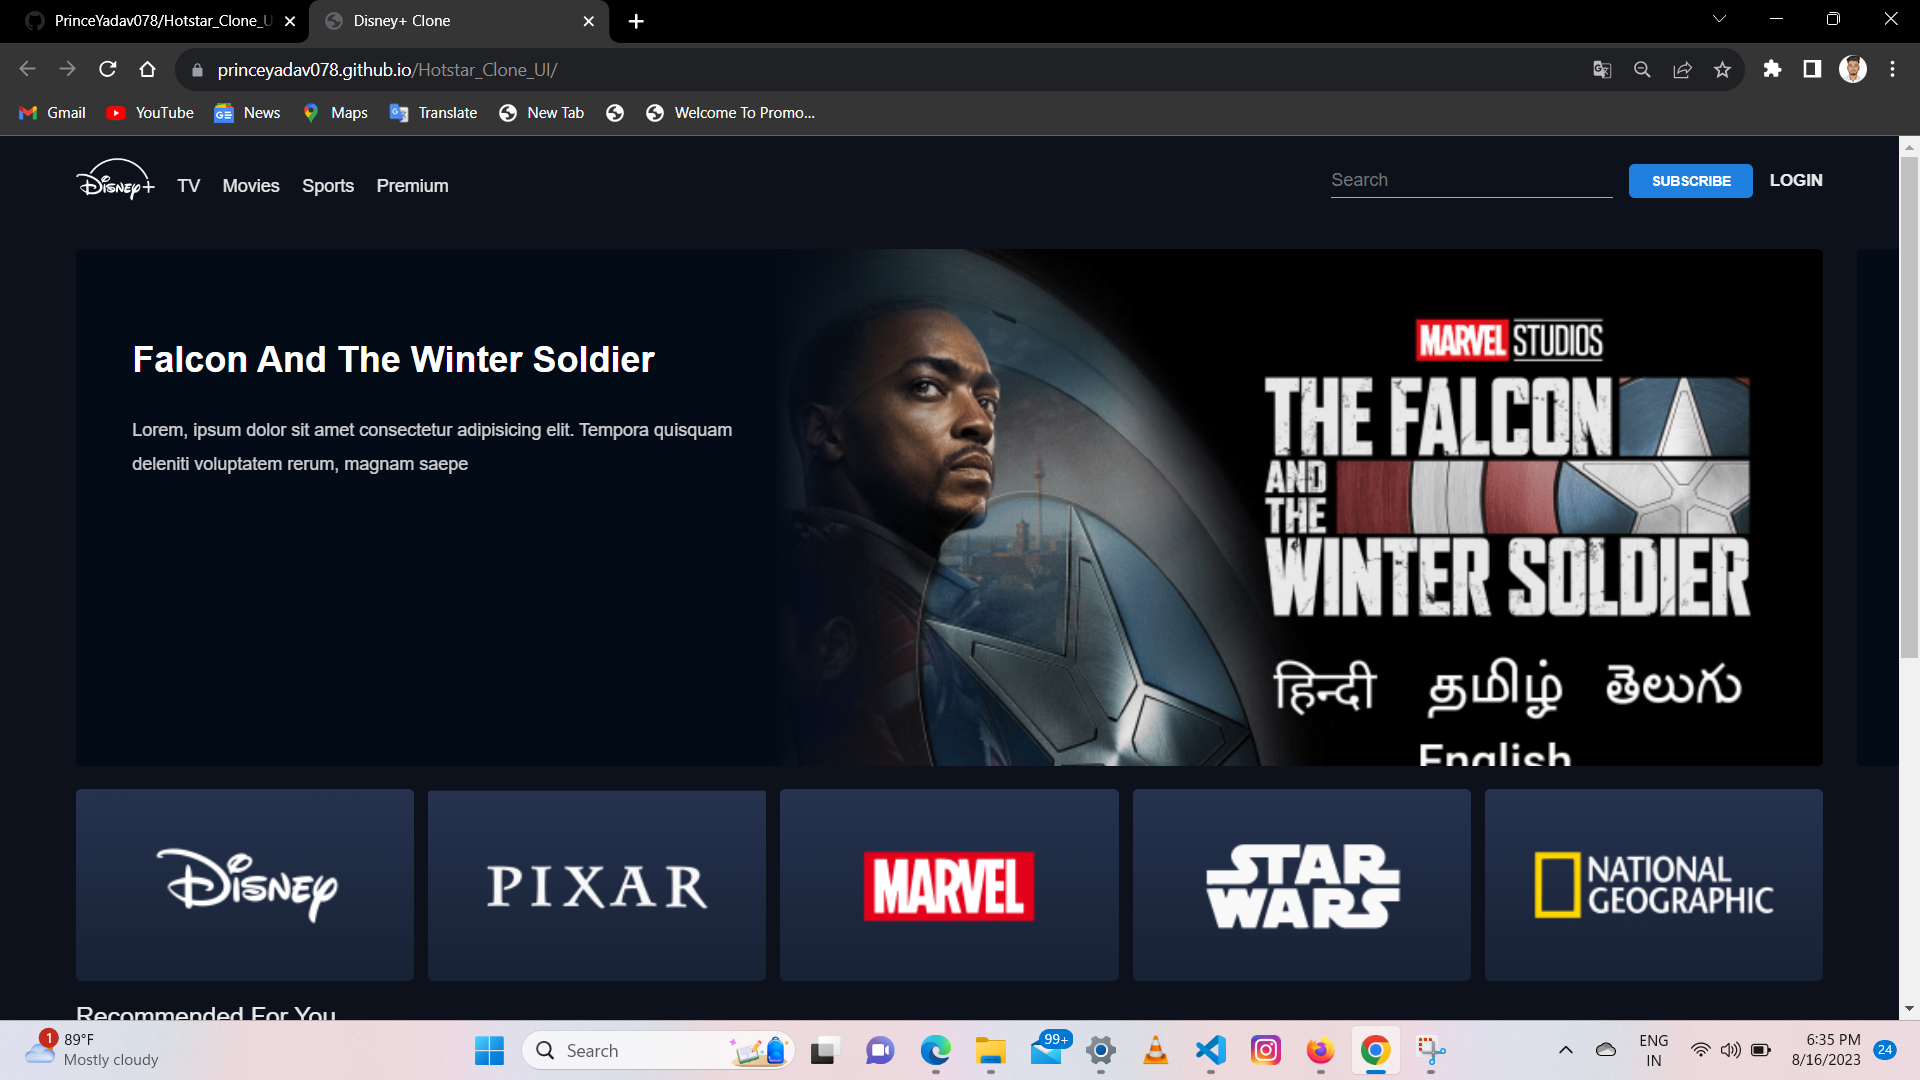 PrinceYadav078/Hotstar_Clone_U
Disney+ Clone
princeyadav078.github.io/Hotstar_Clone_UI/
Gmail YouTube News Maps Translate New Tab Welcome To Promo...
Disney+ TV Movies Sports Premium Search SUBSCRIBE LOGIN
MARVEL STUDIOS
Falcon And The Winter Soldier
THE FALCON
AND THE
WINTER SOLDIER
Lorem, ipsum dolor sit amet consectetur adipisicing elit. Tempora quisquam
deleniti voluptatem rerum, magnam saepe
हिन्दी தமிழ் తెలుగు
English
Disney PIXAR MARVEL STAR WARS NATIONAL GEOGRAPHIC
Recommended For You
1 89°F
Mostly cloudy
Search
99+
ENG
IN
6:35 PM
8/16/2023
24